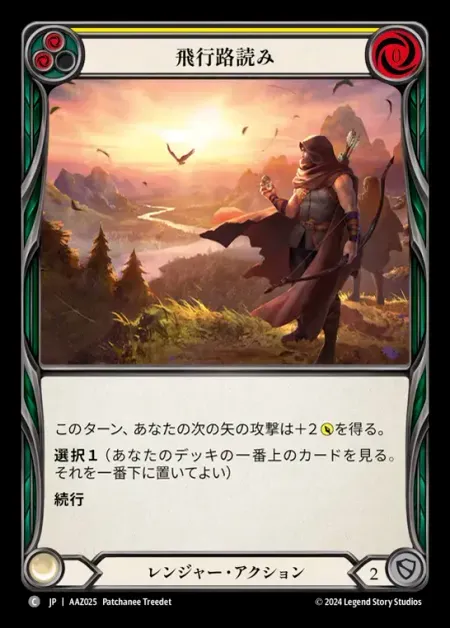 0
飛行路読み
このターン、あなたの次の矢の攻撃は+2を得る。
選択1（あなたのデッキの一番上のカードを見る。
それを一番下に置いてよい）
続行
レンジャー・アクション
2
C JP | AAZ025 Patchanee Treedet
© 2024 Legend Story Studios